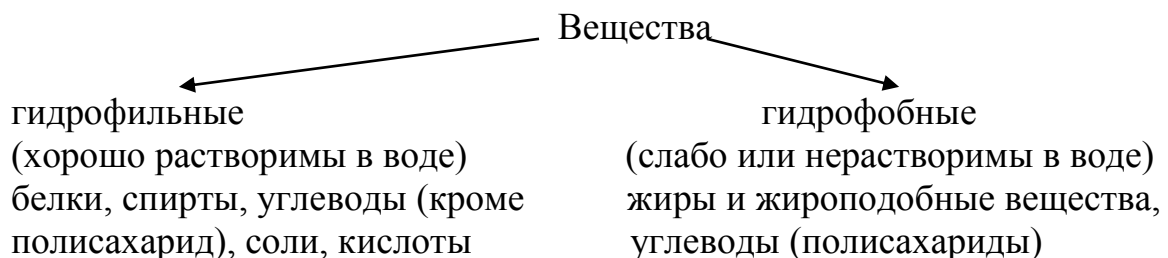 Вещества
гидрофильные гидрофобные
(хорошо растворимы в воде) (слабо или нерастворимы в воде)
белки, спирты, углеводы (кроме жиры и жироподобные вещества,
полисахарид), соли, кислоты углеводы (полисахариды)